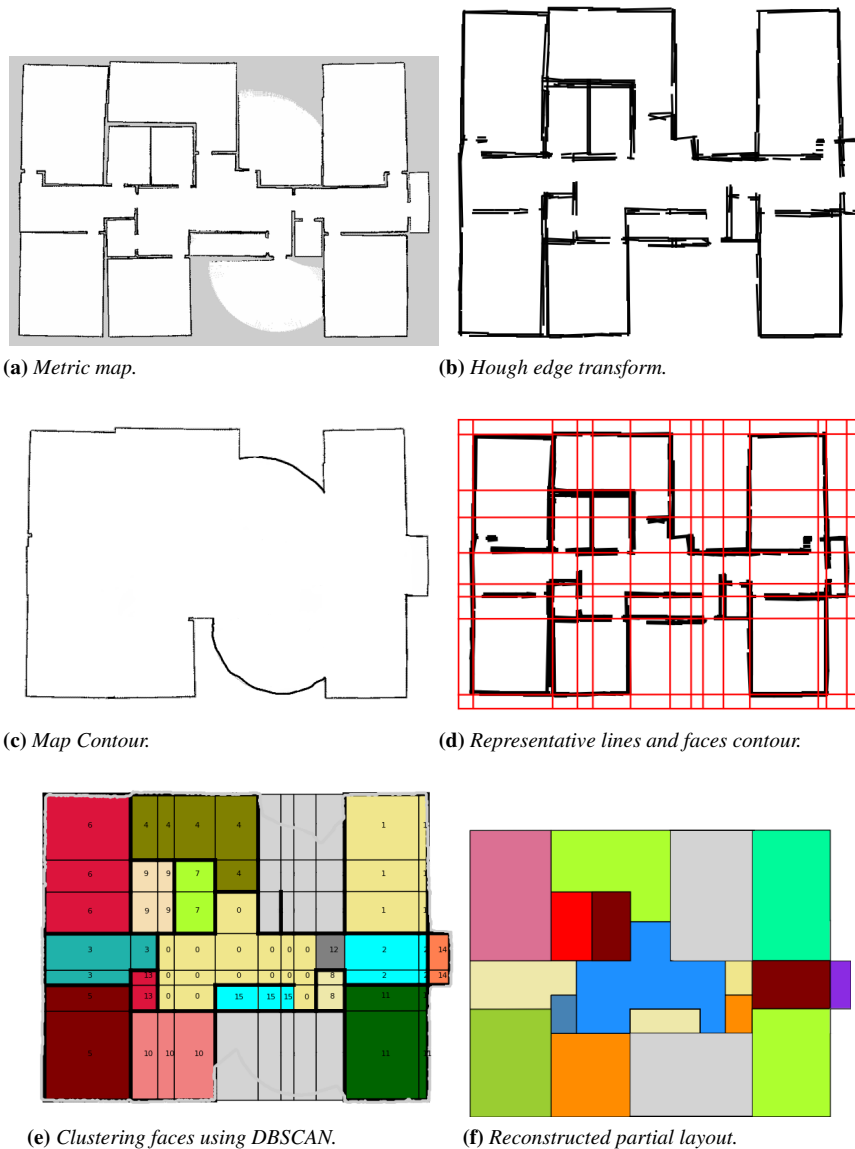 (a) Metric map.
(b) Hough edge transform.
(c) Map Contour.
(d) Representative lines and faces contour.
6 4 4 4 4 1 1
6 9 9 7 4 1 1
6 9 9 7 0 1 1
3 3 0 0 0 0 0 0 12 2 2 14
3 13 0 0 0 0 0 0 8 2 2 14
5 13 0 0 15 15 15 0 8 11
5 10 10 10 11 1
(e) Clustering faces using DBSCAN.
(f) Reconstructed partial layout.